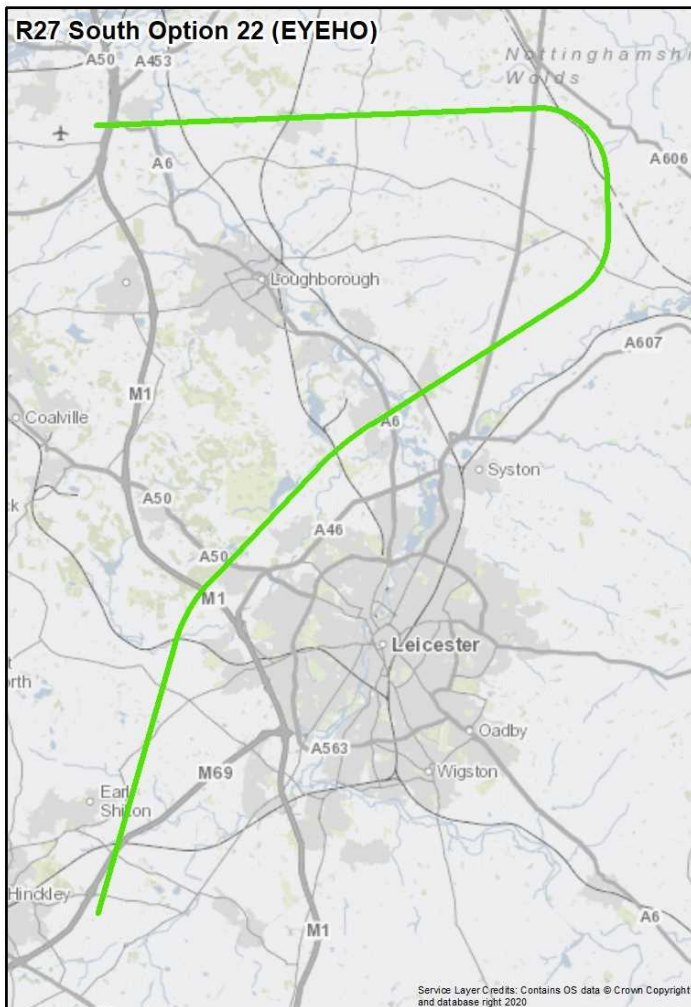 R27 South Option 22 (EYEHO)
A50
A453
Nottinghamshi
Wolds
A6
A606
Loughborough
A607
M1
Coalville
A6
Syston
A50
ck
A46
A50
M1
Leicester
t
orth
Oadby
A563
M69
Wigston
Earl
Shilton
Hinckley
A6
M1
Service Layer Credits: Contains OS data © Crown Copyright
and database right 2020